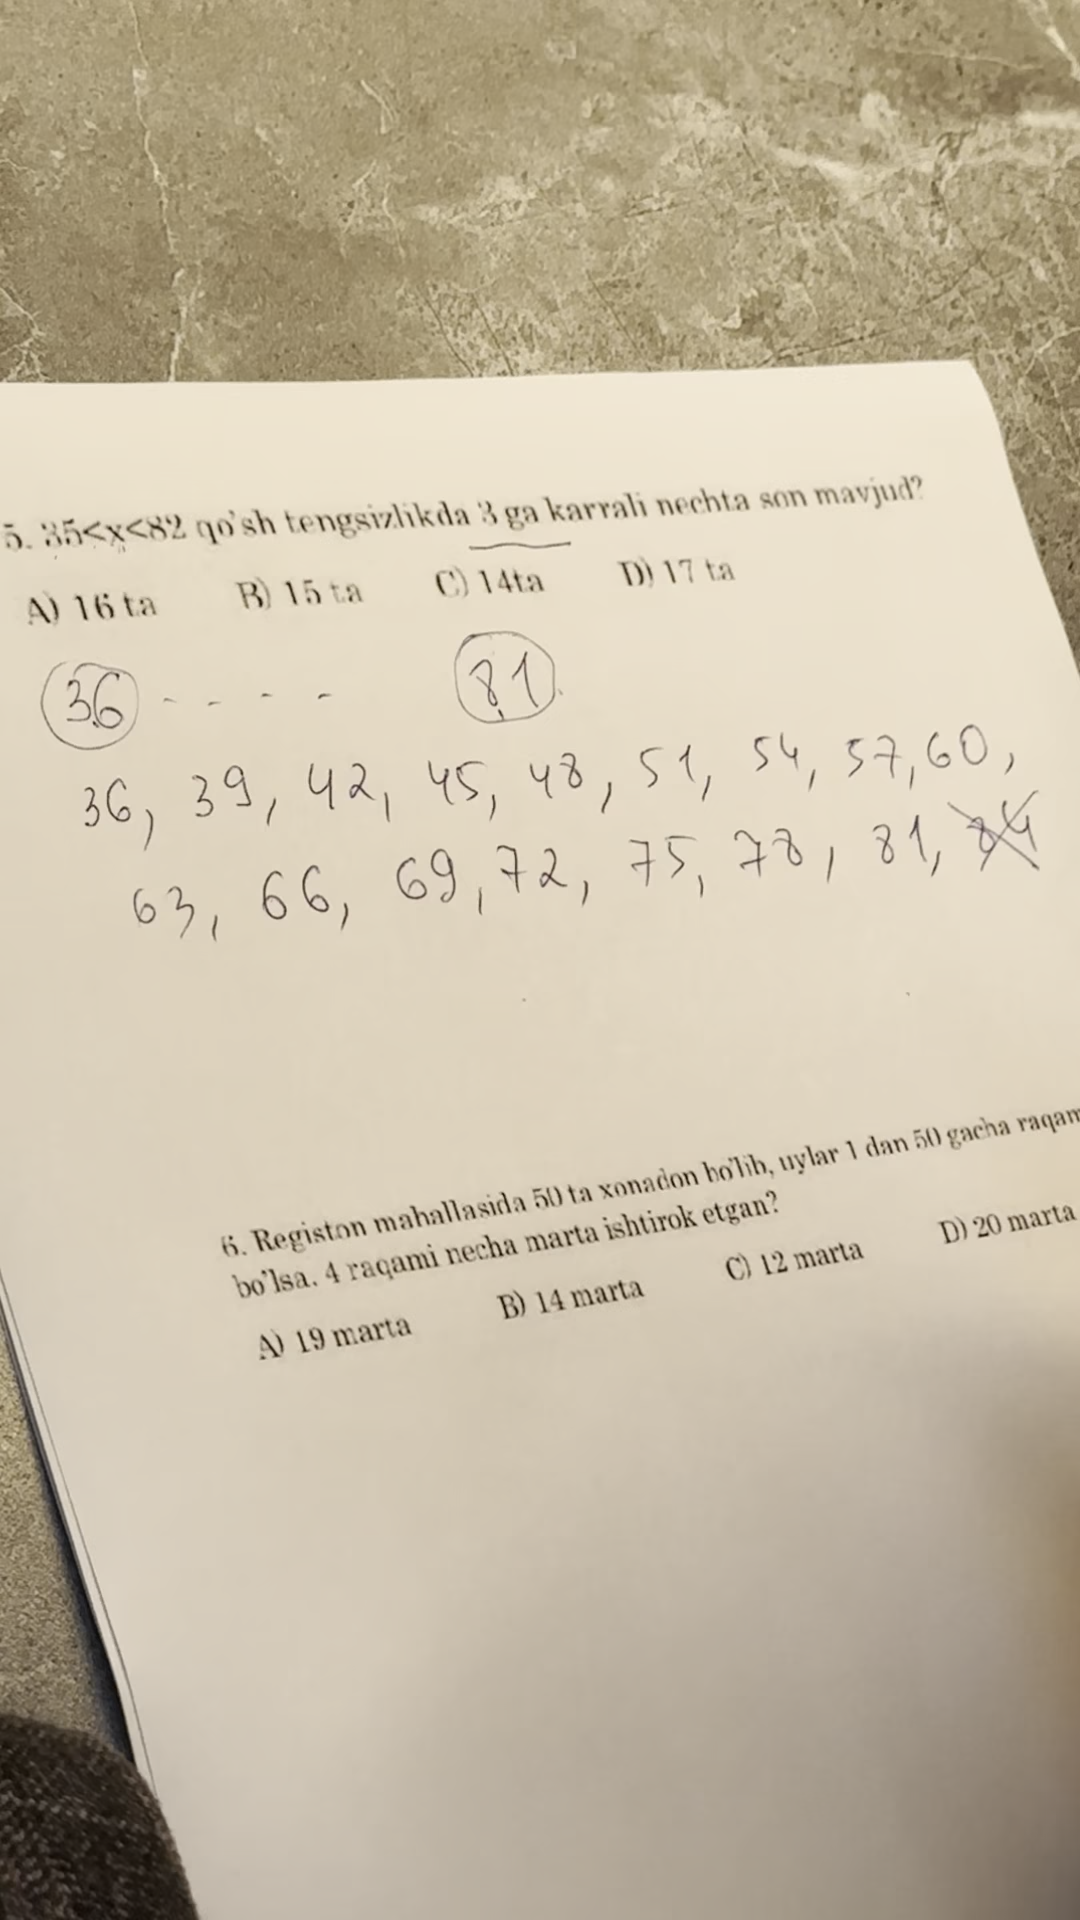 5. 35<x<82 qo'sh tengsizlikda 3 ga karrali nechta son mavjud?
A) 16 ta B) 15 ta C) 14ta D) 17 ta
36 - - - - 81
36, 39, 42, 45, 48, 51, 54, 57, 60,
63, 66, 69, 72, 75, 78, 81, 84
6. Registon mahallasida 50 ta xonadon bo'lib, uylar 1 dan 50 gacha raqam
bo'lsa. 4 raqami necha marta ishtirok etgan?
A) 19 marta B) 14 marta C) 12 marta D) 20 marta